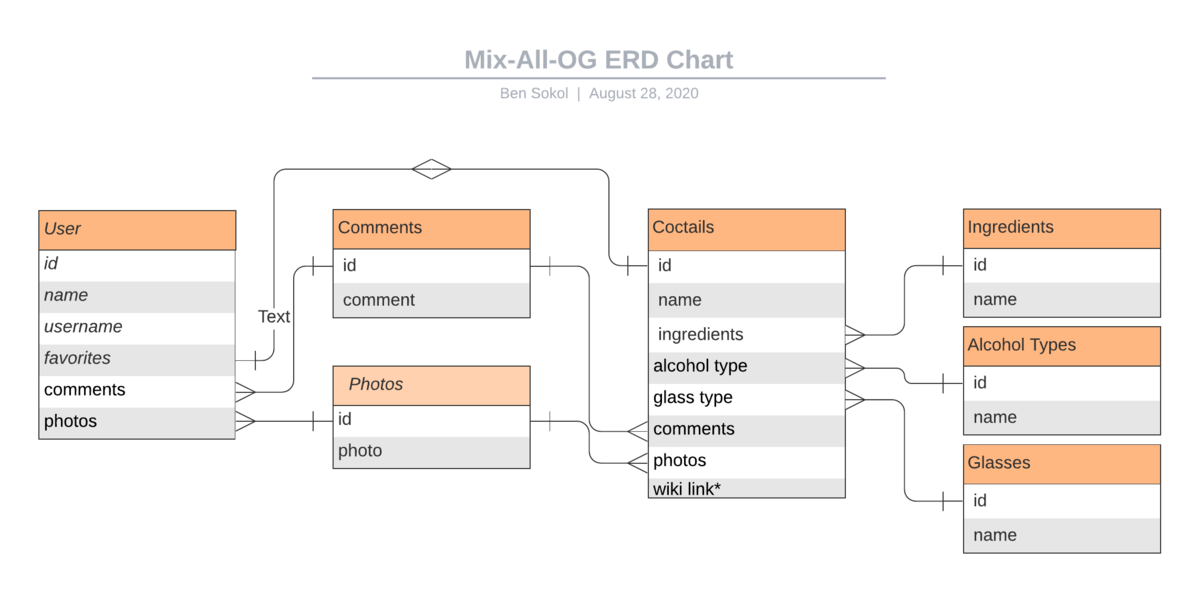 Mix-All-OG ERD Chart
Ben Sokol | August 28, 2020
User
id
name
username
favorites
comments
photos
Text
Comments
id
comment
Photos
id
photo
Coctails
id
name
ingredients
alcohol type
glass type
comments
photos
wiki link*
Ingredients
id
name
Alcohol Types
id
name
Glasses
id
name